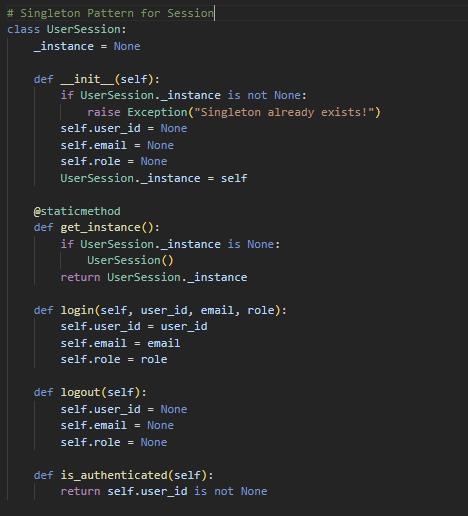 # Singleton Pattern for Session
class UserSession:
    _instance = None

    def __init__(self):
        if UserSession._instance is not None:
            raise Exception("Singleton already exists!")
        self.user_id = None
        self.email = None
        self.role = None
        UserSession._instance = self

    @staticmethod
    def get_instance():
        if UserSession._instance is None:
            UserSession()
        return UserSession._instance

    def login(self, user_id, email, role):
        self.user_id = user_id
        self.email = email
        self.role = role

    def logout(self):
        self.user_id = None
        self.email = None
        self.role = None

    def is_authenticated(self):
        return self.user_id is not None